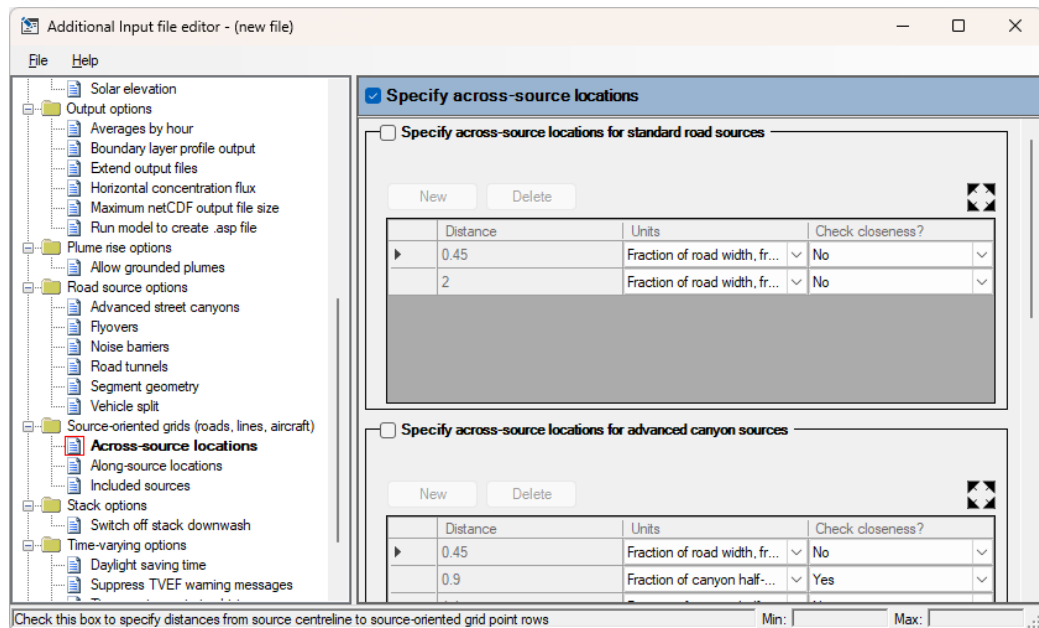 Additional Input file editor - (new file)
File Help
Solar elevation
Output options
Averages by hour
Boundary layer profile output
Extend output files
Horizontal concentration flux
Maximum netCDF output file size
Run model to create .asp file
Plume rise options
Allow grounded plumes
Road source options
Advanced street canyons
Flyovers
Noise barriers
Road tunnels
Segment geometry
Vehicle split
Source-oriented grids (roads, lines, aircraft)
Across-source locations
Along-source locations
Included sources
Stack options
Switch off stack downwash
Time-varying options
Daylight saving time
Suppress TVEF warning messages
Specify across-source locations
Specify across-source locations for standard road sources
New Delete
Distance Units Check closeness?
0.45 Fraction of road width, fr... No
2 Fraction of road width, fr... No
Specify across-source locations for advanced canyon sources
New Delete
Distance Units Check closeness?
0.45 Fraction of road width, fr... No
0.9 Fraction of canyon half-... Yes
Check this box to specify distances from source centreline to source-oriented grid point rows
Min: Max: